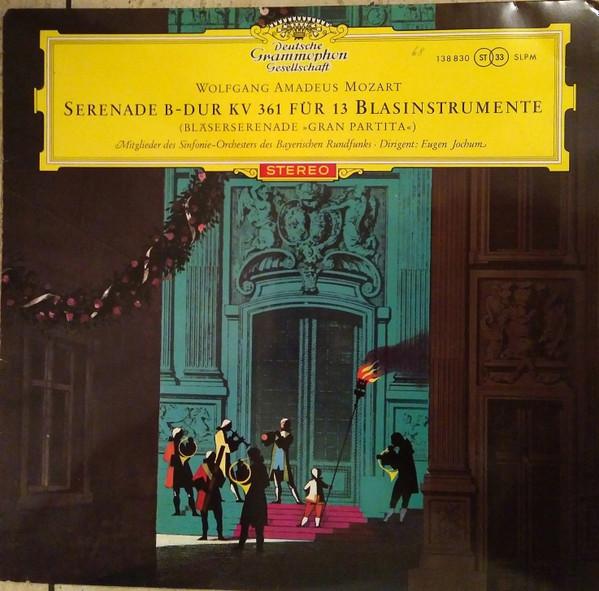 Deutsche
Grammophon
Gesellschaft
68
138 830 ST 33 SLPM
WOLFGANG AMADEUS MOZART
SERENADE B-DUR KV 361 FÜR 13 BLASINSTRUMENTE
(BLÄSERSERENADE »GRAN PARTITA«)
Mitglieder des Sinfonie-Orchesters des Bayerischen Rundfunks · Dirigent: Eugen Jochum
STEREO